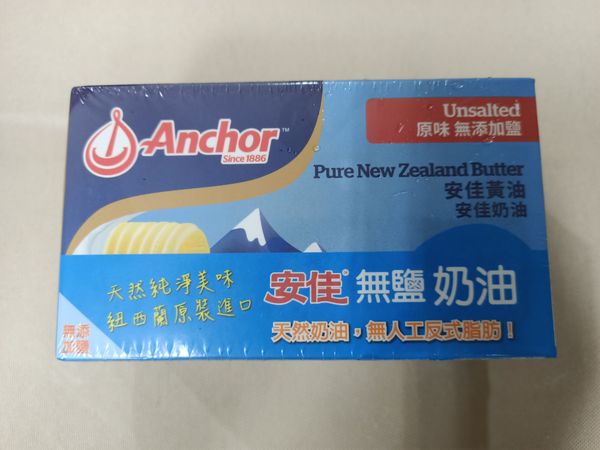 Anchor™
Since 1886
Unsalted
原味 無添加鹽
Pure New Zealand Butter
安佳黃油
安佳奶油
天然純淨美味
紐西蘭原裝進口
無添
加鹽
安佳® 無鹽 奶油
天然奶油，無人工反式脂肪！